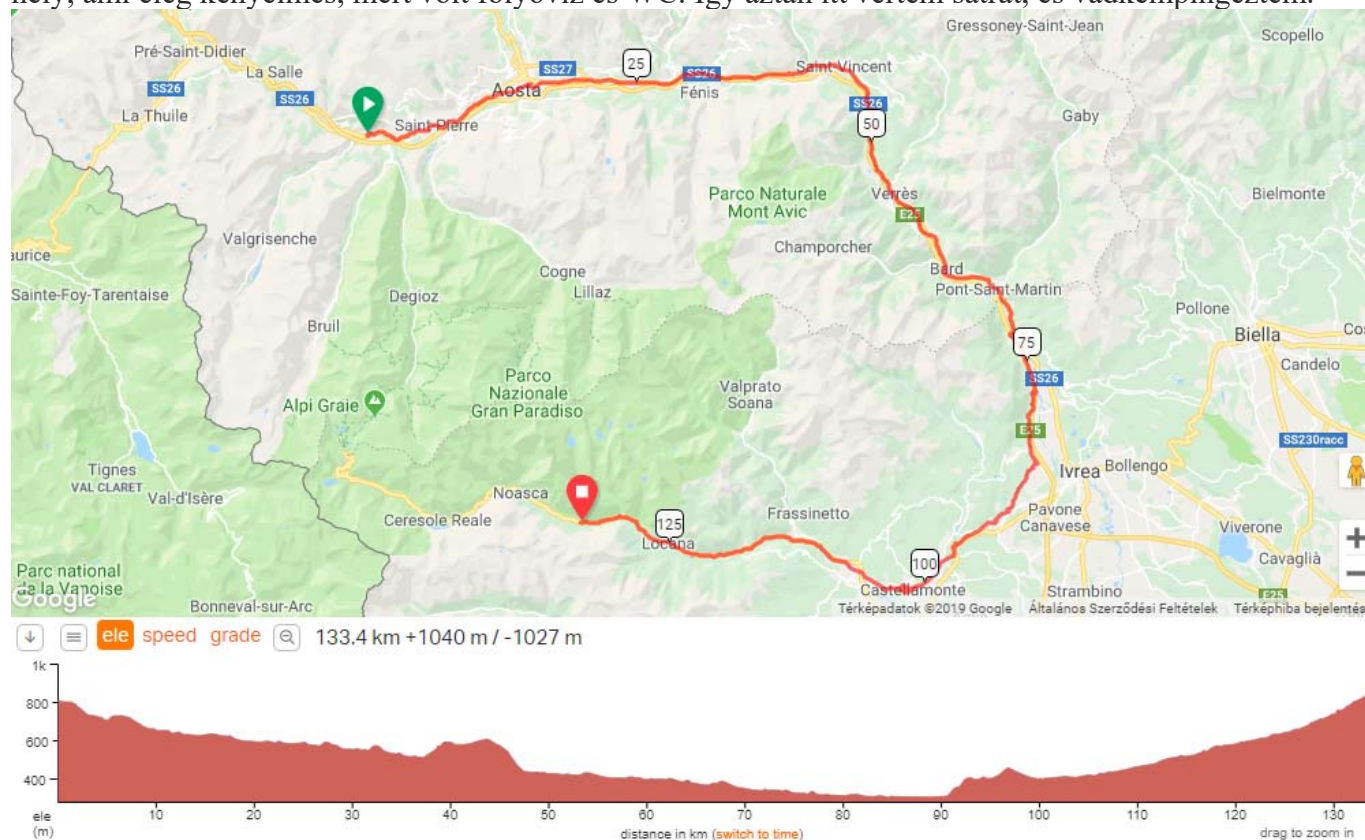 hely, ami elég kényelmes, mert volt folyóvíz és WC. Így aztán itt vertem sátrat, és vadkempingeztem.
Pré-Saint-Didier
La Salle
SS26
SS26
La Thuile
SS27
Aosta
25
SS26
Fénis
Saint-Vincent
Gressoney-Saint-Jean
Scopello
Saint-Pierre
SS26
50
Gaby
Parco Naturale
Mont Avic
Verrès
E25
Bielmonte
Valgrisenche
Champorcher
aurice
Cogne
Lillaz
Bard
Pont-Saint-Martin
Sainte-Foy-Tarentaise
Degioz
Bruil
Pollone
Biella
Cos
75
Candelo
SS26
Parco
Nazionale
Gran Paradiso
Valprato
Soana
Alpi Graie
E25
SS230racc
Tignes
VAL CLARET
Val-d'Isère
Noasca
Ivrea
Bollengo
Ceresole Reale
125
Locana
Frassinetto
Pavone
Canavese
Viverone
Cavaglià
100
Castellamonte
Strambino
E25
Parc national
de la Vanoise
Google
Bonneval-sur-Arc
Térképadatok ©2019 Google
Általános Szerződési Feltételek
Térképhiba bejelentés
ele speed grade 133.4 km +1040 m / -1027 m
1k
800
600
400
ele
(m)
10 20 30 40 50 60 70 80 90 100 110 120 130
distance in km (switch to time)
drag to zoom in